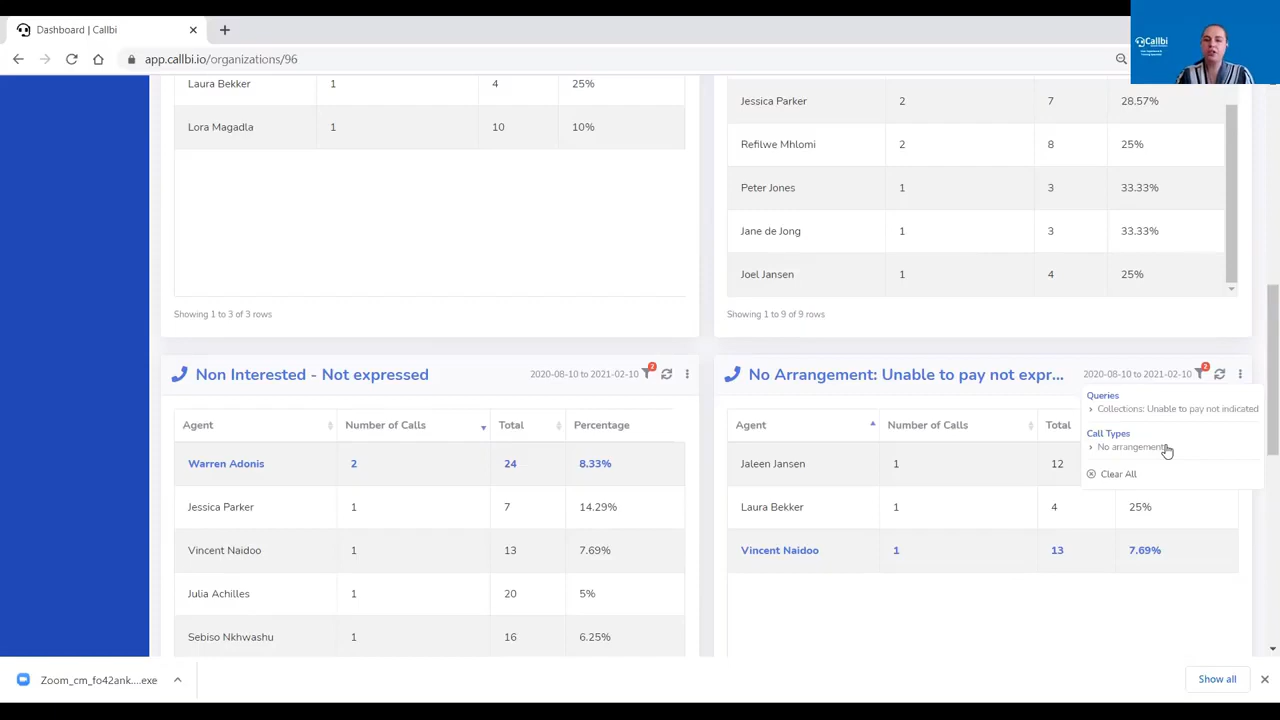 Dashboard | Callbi
app.callbi.io/organizations/96
Callbi
Laura Bekker 1 4 25%
Lora Magadla 1 10 10%
Showing 1 to 3 of 3 rows
Jessica Parker 2 7 28.57%
Refilwe Mhlomi 2 8 25%
Peter Jones 1 3 33.33%
Jane de Jong 1 3 33.33%
Joel Jansen 1 4 25%
Showing 1 to 9 of 9 rows
Non Interested - Not expressed 2020-08-10 to 2021-02-10 2
Agent Number of Calls Total Percentage
Warren Adonis 2 24 8.33%
Jessica Parker 1 7 14.29%
Vincent Naidoo 1 13 7.69%
Julia Achilles 1 20 5%
Sebiso Nkhwashu 1 16 6.25%
No Arrangement: Unable to pay not expr... 2020-08-10 to 2021-02-10 2
Agent Number of Calls Total
Jaleen Jansen 1 12
Laura Bekker 1 4 25%
Vincent Naidoo 1 13 7.69%
Queries
Collections: Unable to pay not indicated
Call Types
No arrangement
Clear All
Zoom_cm_fo42ank....exe
Show all